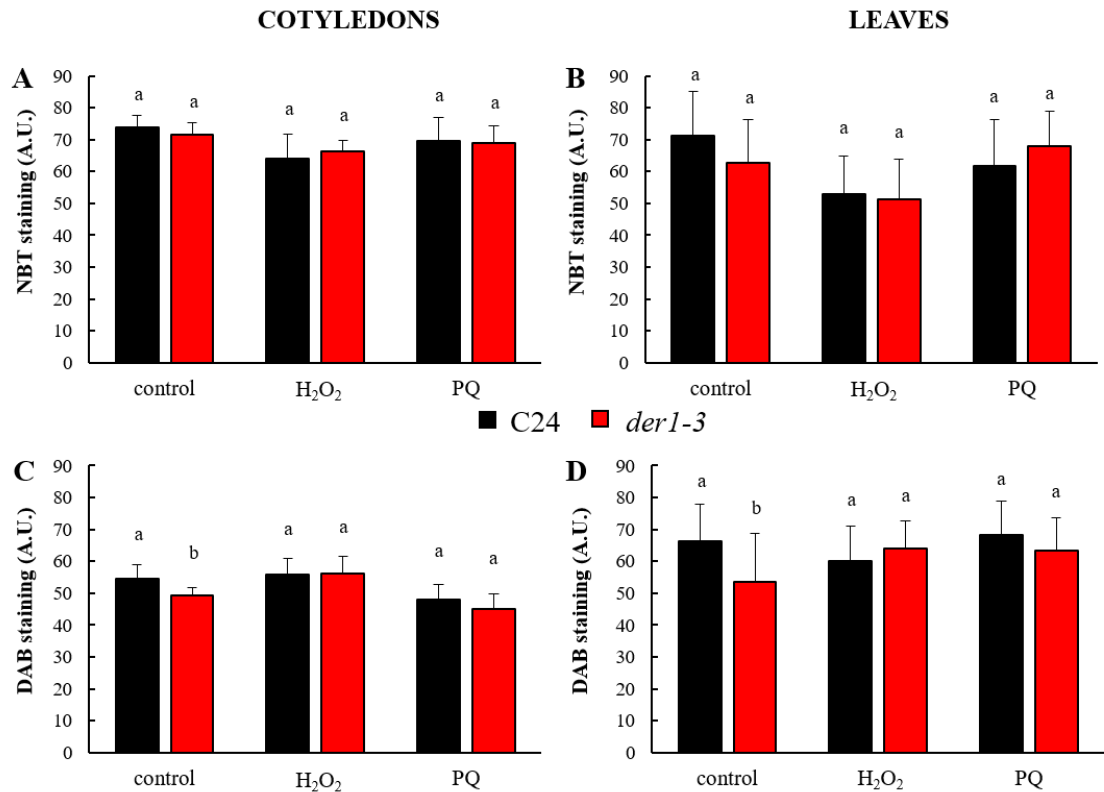 COTYLEDONS
LEAVES
A
NBT staining (A.U.)
90
80
70
60
50
40
30
20
10
0
a a a a a a
control H₂O₂ PQ
B
NBT staining (A.U.)
90
80
70
60
50
40
30
20
10
0
a a a a a a
control H₂O₂ PQ
C24 der1-3
C
DAB staining (A.U.)
90
80
70
60
50
40
30
20
10
0
a b a a a a
control H₂O₂ PQ
D
DAB staining (A.U.)
90
80
70
60
50
40
30
20
10
0
a b a a a a
control H₂O₂ PQ